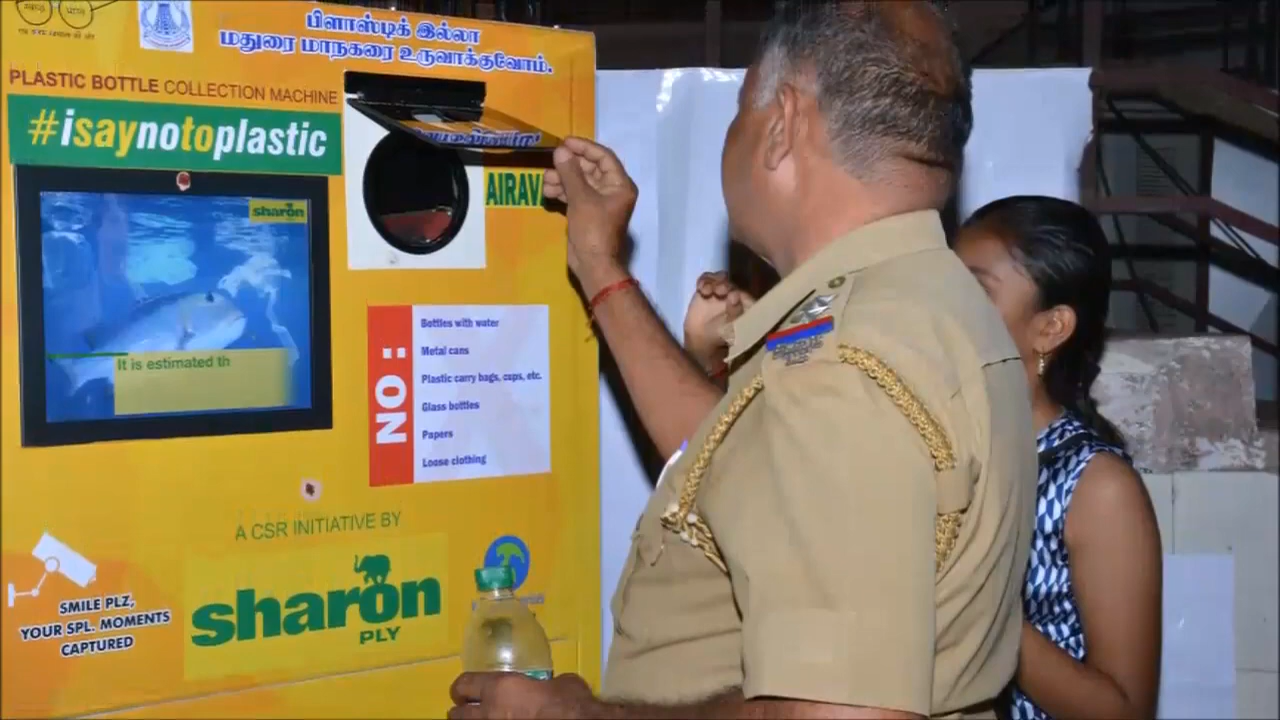 பிளாஸ்டிக் இல்லா
மதுரை மாநகரை உருவாக்குவோம்.
PLASTIC BOTTLE COLLECTION MACHINE
#isaynotoplastic
AIRAV
sharon
It is estimated th
NO:
Bottles with water
Metal cans
Plastic carry bags, cups, etc.
Glass bottles
Papers
Loose clothing
A CSR INITIATIVE BY
sharon
PLY
SMILE PLZ,
YOUR SPL. MOMENTS
CAPTURED